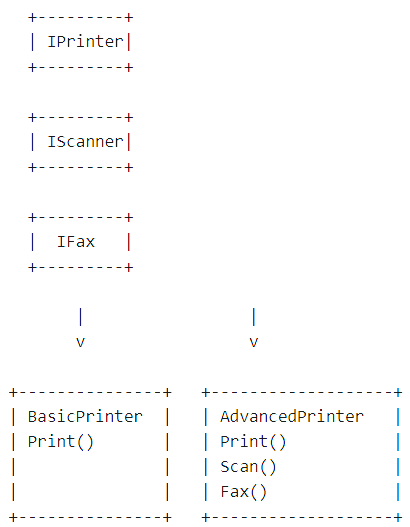 +---------+
| IPrinter|
+---------+

+---------+
| IScanner|
+---------+

+---------+
|  IFax   |
+---------+

     |                 |
     v                 v

+---------------+   +-------------------+
| BasicPrinter  |   | AdvancedPrinter   |
| Print()       |   | Print()           |
|               |   | Scan()            |
|               |   | Fax()             |
+---------------+   +-------------------+